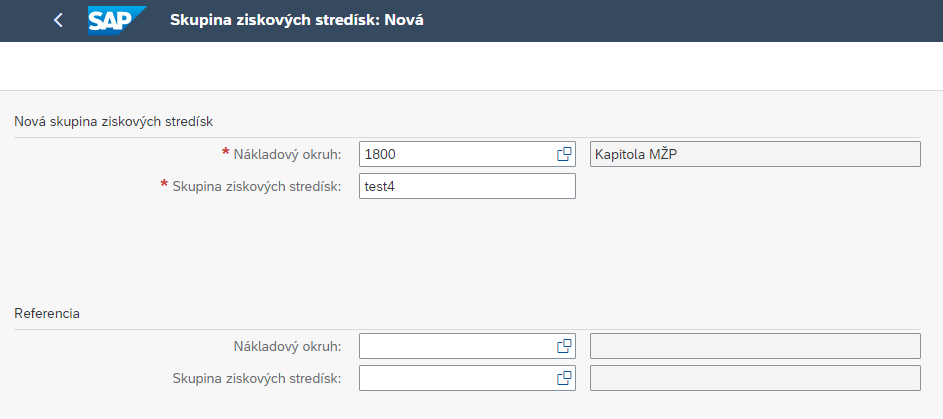 SAP Skupina ziskových stredísk: Nová
Nová skupina ziskových stredísk
* Nákladový okruh: 1800 Kapitola MŽP
* Skupina ziskových stredísk: test4
Referencia
Nákladový okruh:
Skupina ziskových stredísk: